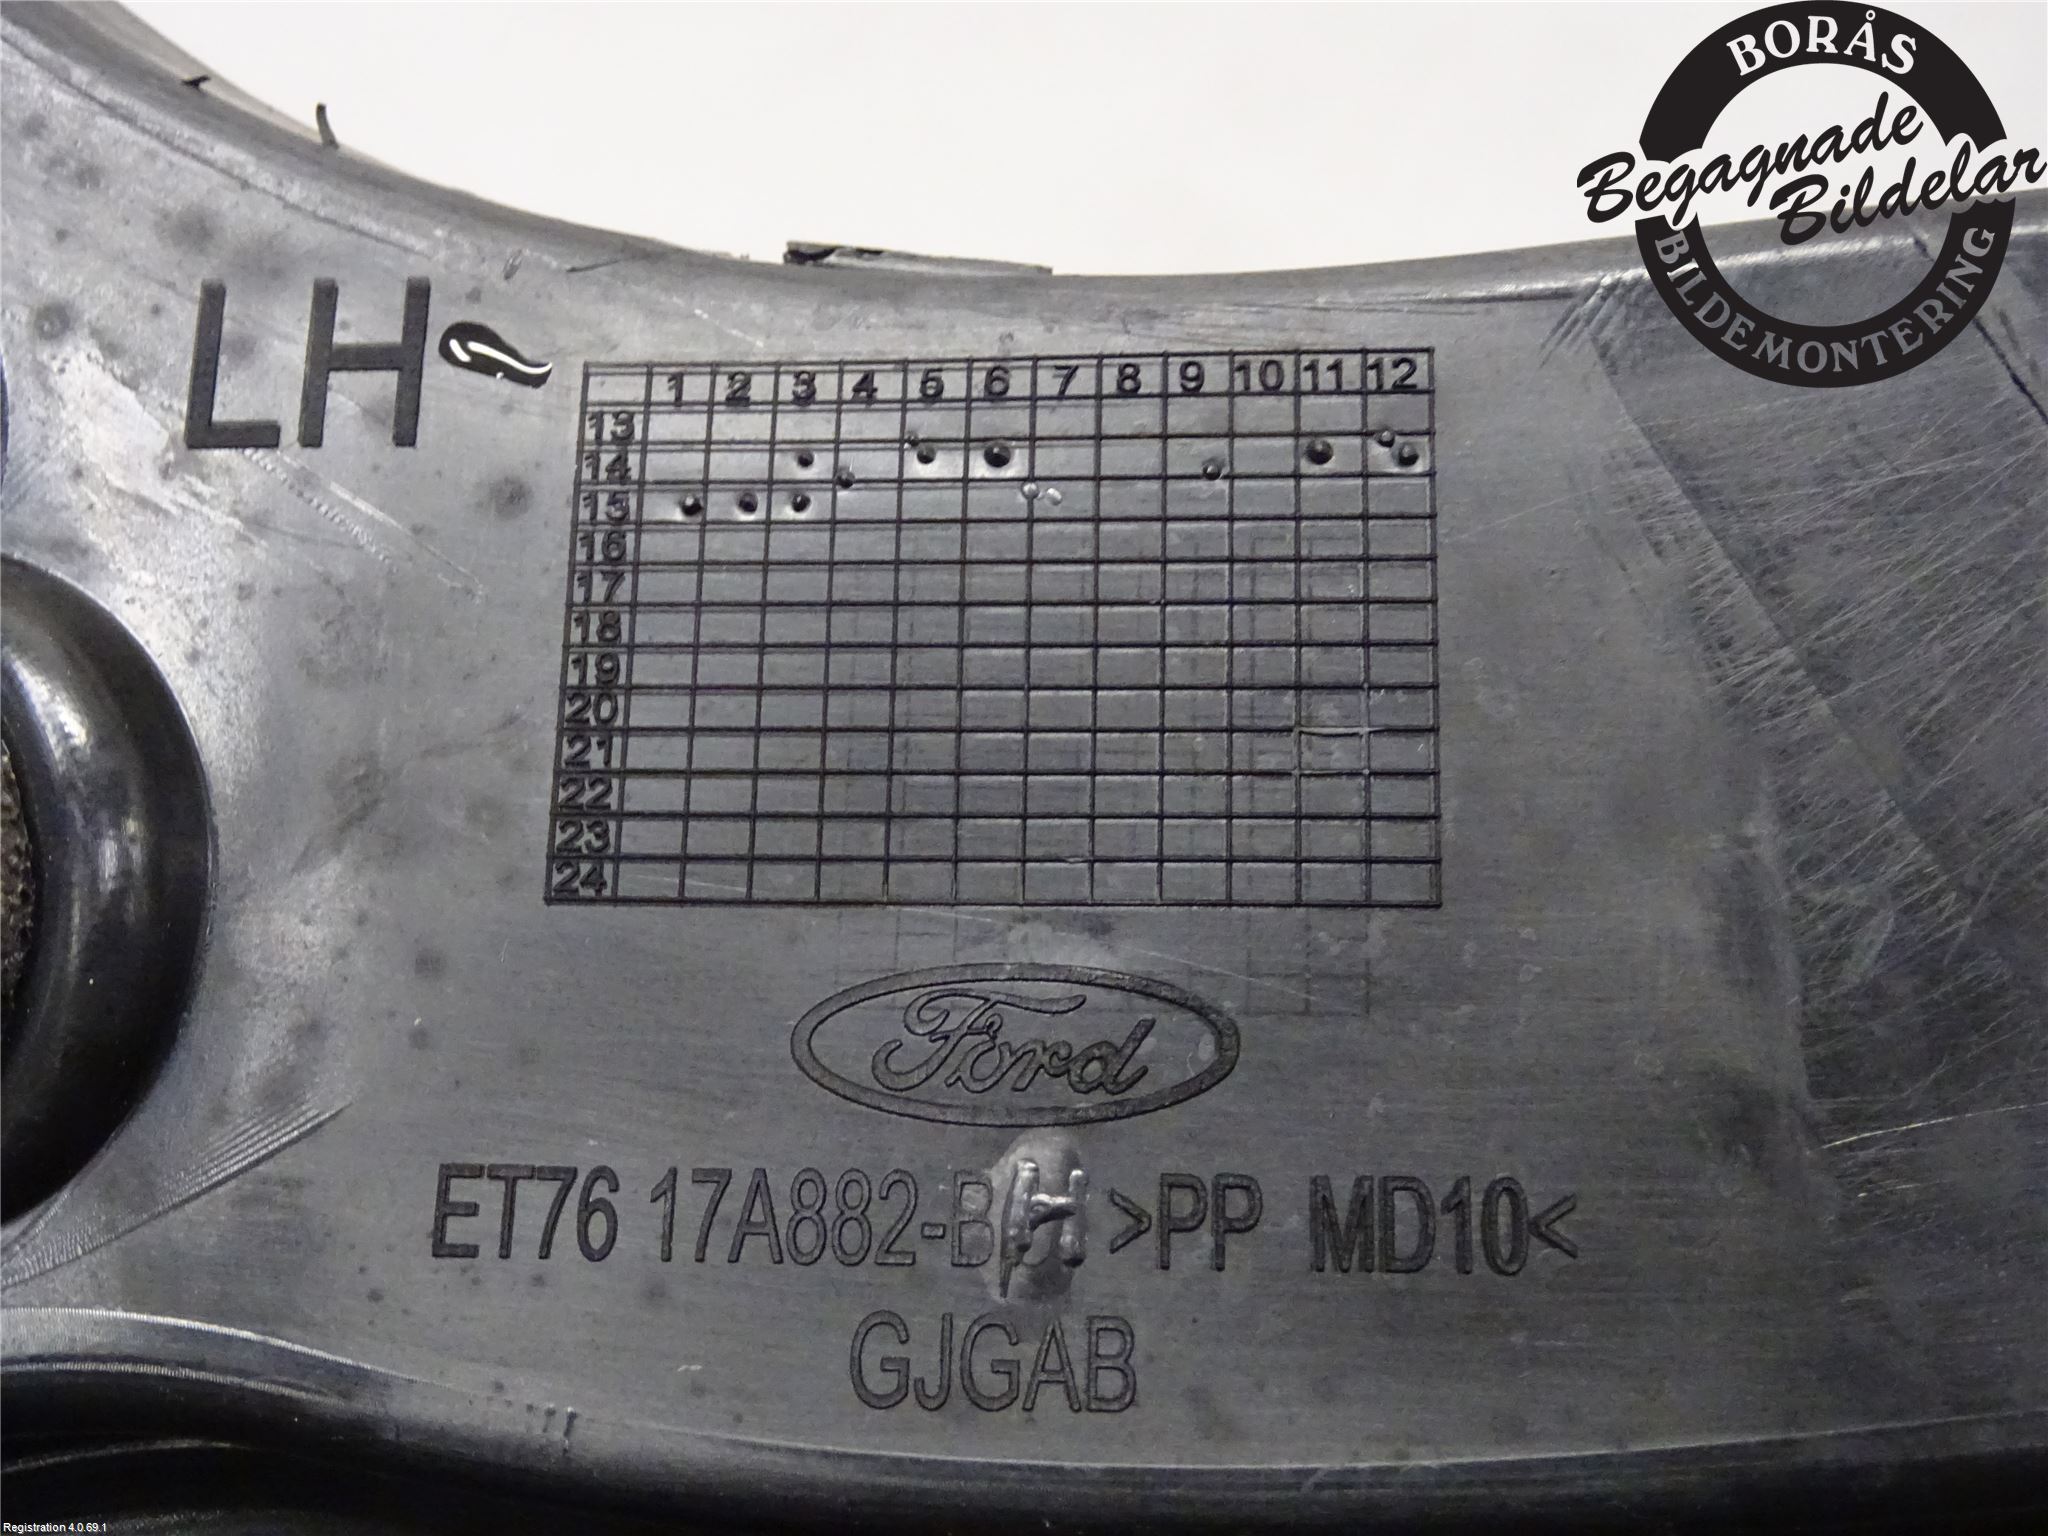 BORÅS
Begagnade
Bildelar
BILDEMONTERING
LH
1 2 3 4 5 6 7 8 9 10 11 12
13
14
15
16
17
18
19
20
21
22
23
24
Ford
ET76 17A882-BH >PP MD10<
GJGAB
Registration 4.0.69.1